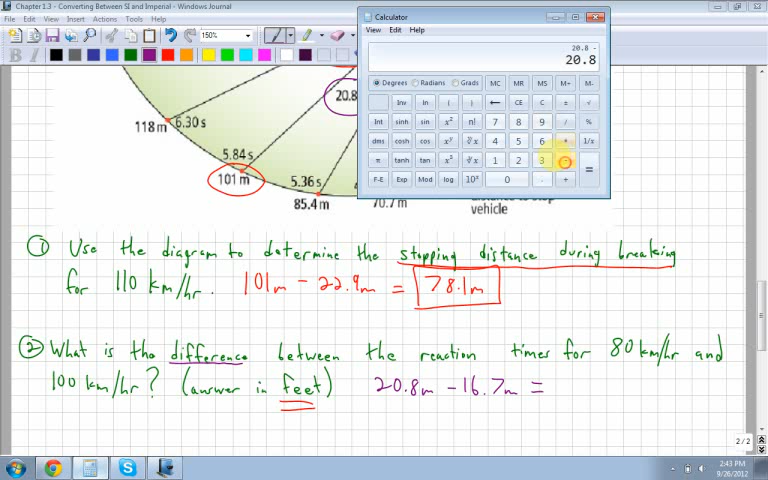 Chapter 1.3 - Converting Between SI and Imperial - Windows Journal
File Edit View Insert Actions Tools Help
150%
B I
118 m 6.30 s
5.84 s
101 m
5.36 s
85.4 m
20.8
70.7 m
vehicle
Calculator
View Edit Help
20.8 -
20.8
Degrees Radians Grads MC MR MS M+ M-
Inv ln ( ) ← CE C ± √
Int sinh sin x² n! 7 8 9 / %
dms cosh cos xʸ ʸ√x 4 5 6 * 1/x
π tanh tan x³ ³√x 1 2 3 - =
F-E Exp Mod log 10ˣ 0 . +
① Use the diagram to determine the stopping distance during breaking
for 110 km/hr. 101m - 22.9m = 78.1m
② What is the difference between the reaction times for 80 km/hr and
100 km/hr? (answer in feet) 20.8m - 16.7m =
2 / 2
2:43 PM
9/26/2012